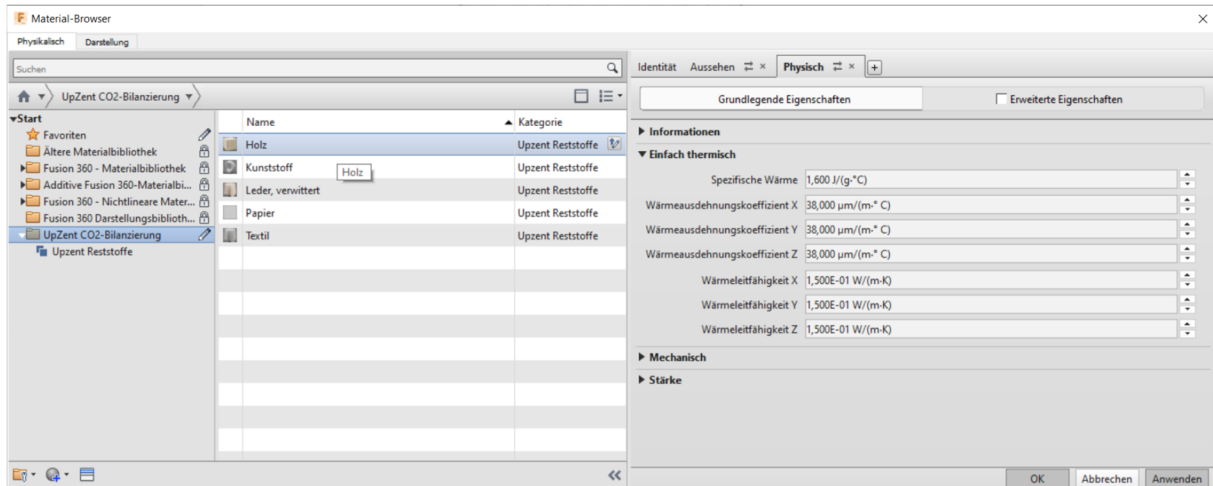 Material-Browser
Physikalisch Darstellung
Suchen
UpZent CO2-Bilanzierung
Start
Favoriten
Ältere Materialbibliothek
Fusion 360 - Materialbibliothek
Additive Fusion 360-Materialbi...
Fusion 360 - Nichtlineare Mater...
Fusion 360 Darstellungsbiblioth...
UpZent CO2-Bilanzierung
Upzent Reststoffe
Name Kategorie
Holz Upzent Reststoffe
Kunststoff Upzent Reststoffe
Holz
Leder, verwittert Upzent Reststoffe
Papier Upzent Reststoffe
Textil Upzent Reststoffe
Identität Aussehen Physisch
Grundlegende Eigenschaften Erweiterte Eigenschaften
Informationen
Einfach thermisch
Spezifische Wärme 1,600 J/(g·°C)
Wärmeausdehnungskoeffizient X 38,000 µm/(m·° C)
Wärmeausdehnungskoeffizient Y 38,000 µm/(m·° C)
Wärmeausdehnungskoeffizient Z 38,000 µm/(m·° C)
Wärmeleitfähigkeit X 1,500E-01 W/(m·K)
Wärmeleitfähigkeit Y 1,500E-01 W/(m·K)
Wärmeleitfähigkeit Z 1,500E-01 W/(m·K)
Mechanisch
Stärke
OK Abbrechen Anwenden